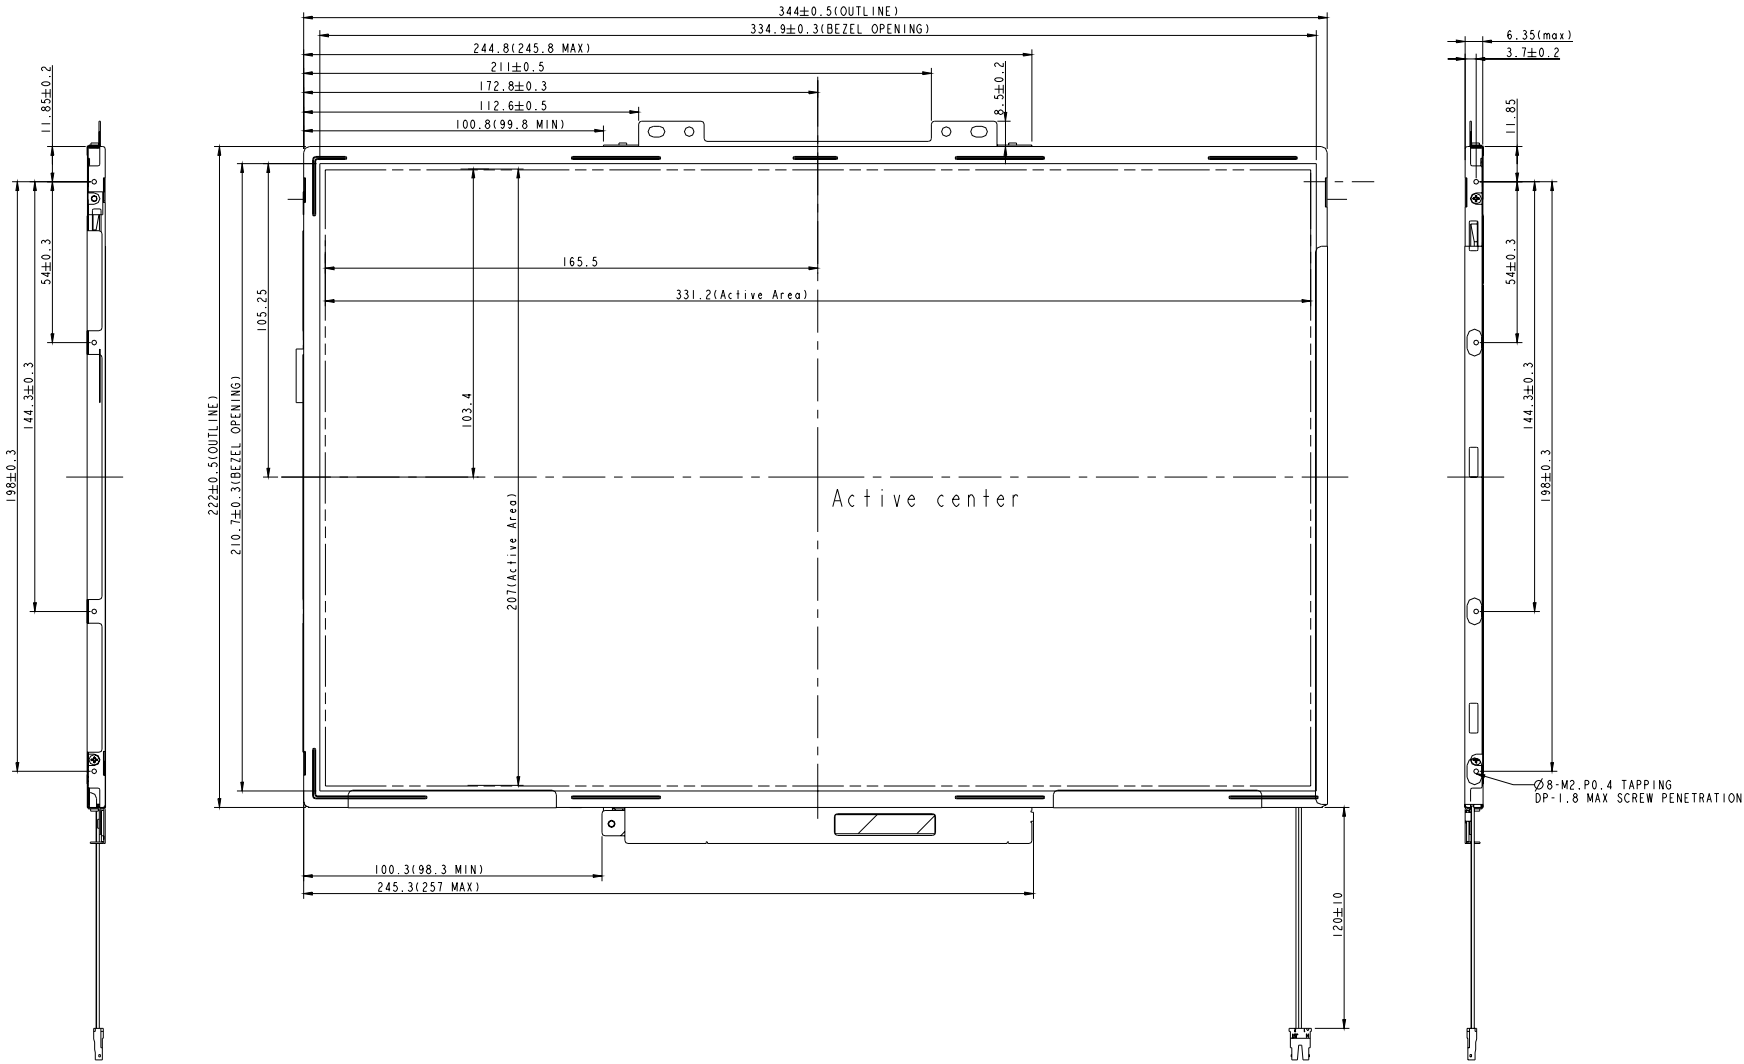 344±0.5(OUTLINE)
334.9±0.3(BEZEL OPENING)
244.8(245.8 MAX)
211±0.5
172.8±0.3
112.6±0.5
100.8(99.8 MIN)
8.5±0.2
6.35(max)
3.7±0.2
11.85±0.2
11.85
54±0.3
144.3±0.3
198±0.3
222±0.5(OUTLINE)
210.7±0.3(BEZEL OPENING)
105.25
103.4
207(Active Area)
165.5
331.2(Active Area)
Active center
54±0.3
144.3±0.3
198±0.3
Ø8-M2.P0.4 TAPPING
DP-1.8 MAX SCREW PENETRATION
100.3(98.3 MIN)
245.3(257 MAX)
120±10